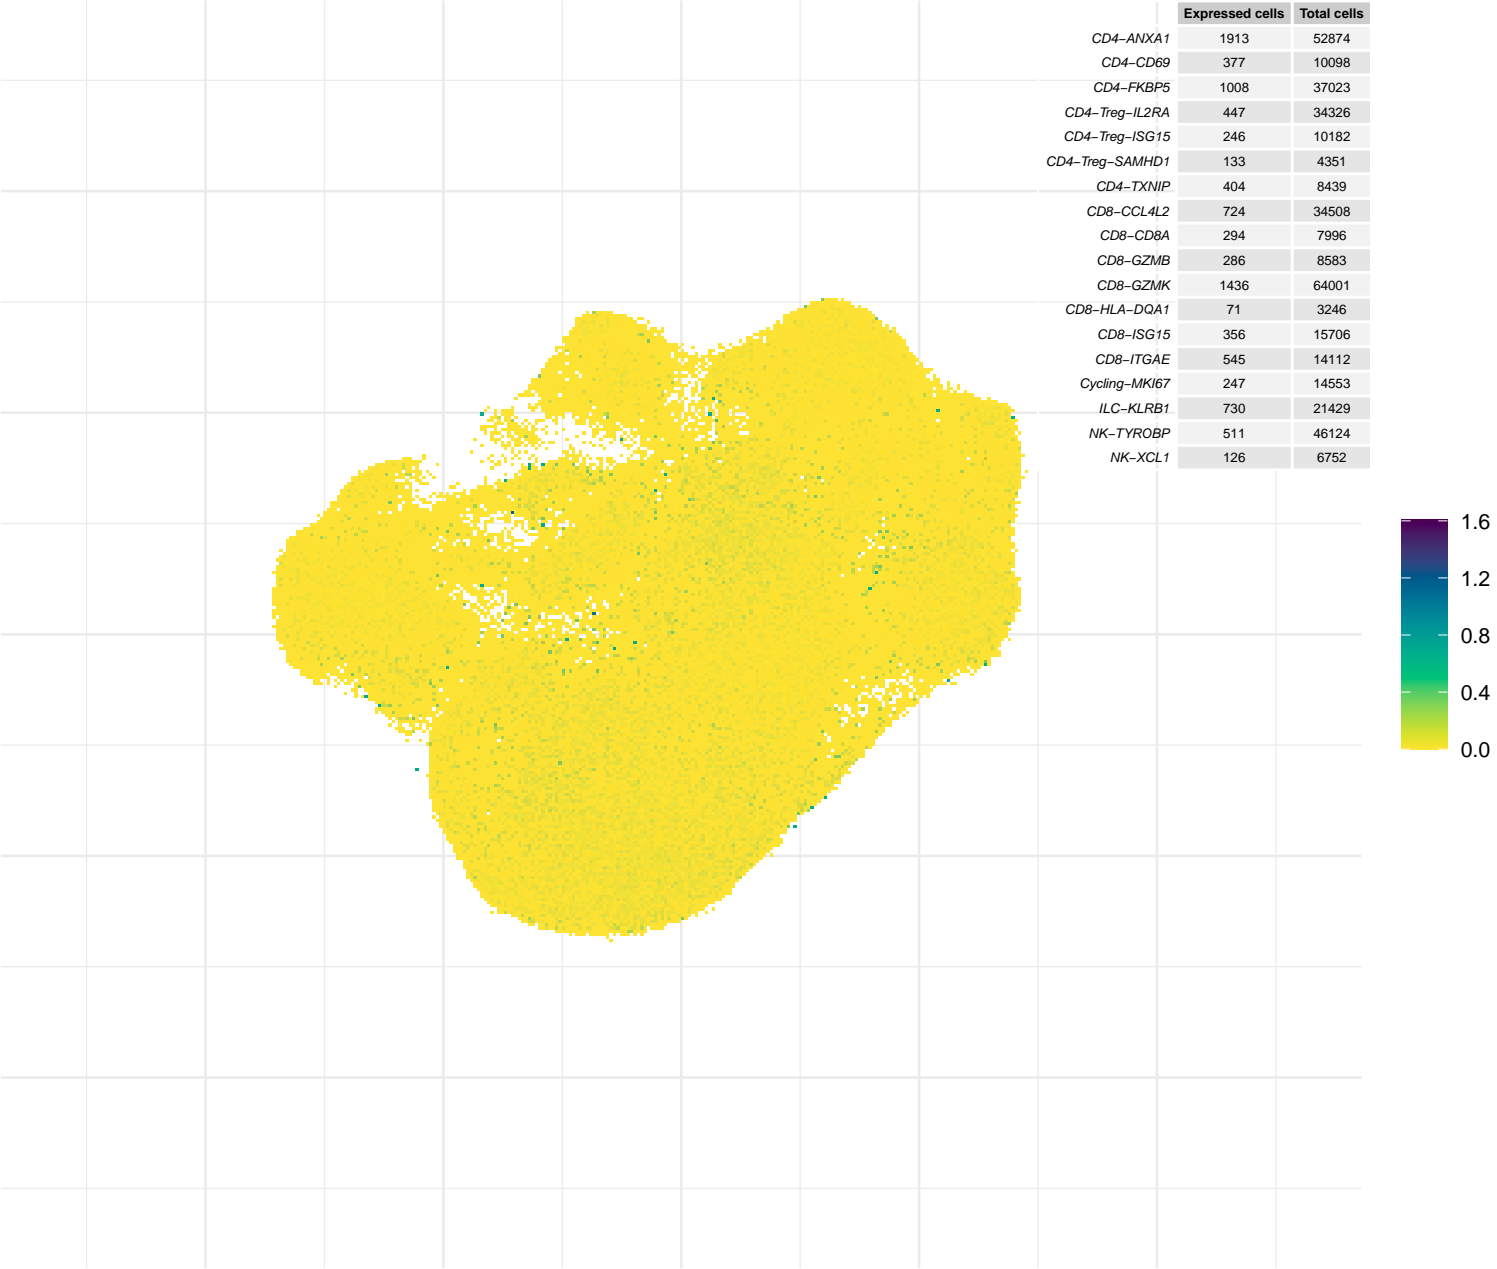 Expressed cells Total cells
CD4−ANXA1 1913 52874
CD4−CD69 377 10098
CD4−FKBP5 1008 37023
CD4−Treg−IL2RA 447 34326
CD4−Treg−ISG15 246 10182
CD4−Treg−SAMHD1 133 4351
CD4−TXNIP 404 8439
CD8−CCL4L2 724 34508
CD8−CD8A 294 7996
CD8−GZMB 286 8583
CD8−GZMK 1436 64001
CD8−HLA−DQA1 71 3246
CD8−ISG15 356 15706
CD8−ITGAE 545 14112
Cycling−MKI67 247 14553
ILC−KLRB1 730 21429
NK−TYROBP 511 46124
NK−XCL1 126 6752
1.6
1.2
0.8
0.4
0.0